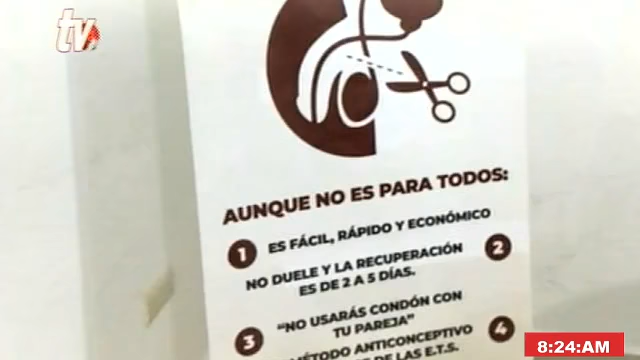 tv
AUNQUE NO ES PARA TODOS:
1 ES FÁCIL, RÁPIDO Y ECONÓMICO
NO DUELE Y LA RECUPERACIÓN 2
ES DE 2 A 5 DÍAS.
3 "NO USARÁS CONDÓN CON
TU PAREJA"
MÉTODO ANTICONCEPTIVO 4
DE LAS E.T.S.
8:24:AM